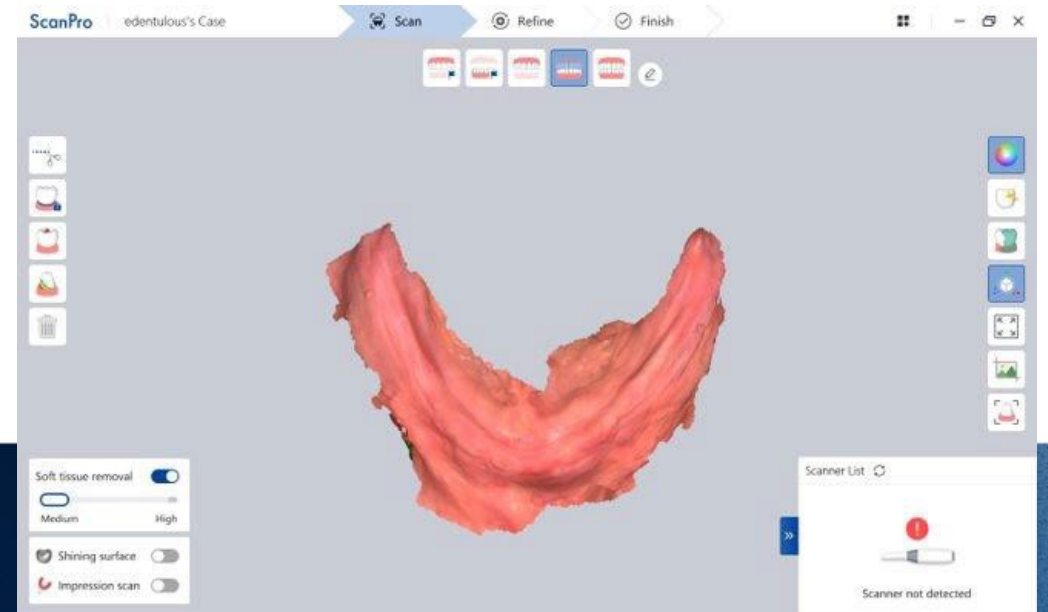 ScanPro edentulous's Case Scan Refine Finish
Soft tissue removal
Medium High
Shining surface
Impression scan
Scanner List
Scanner not detected